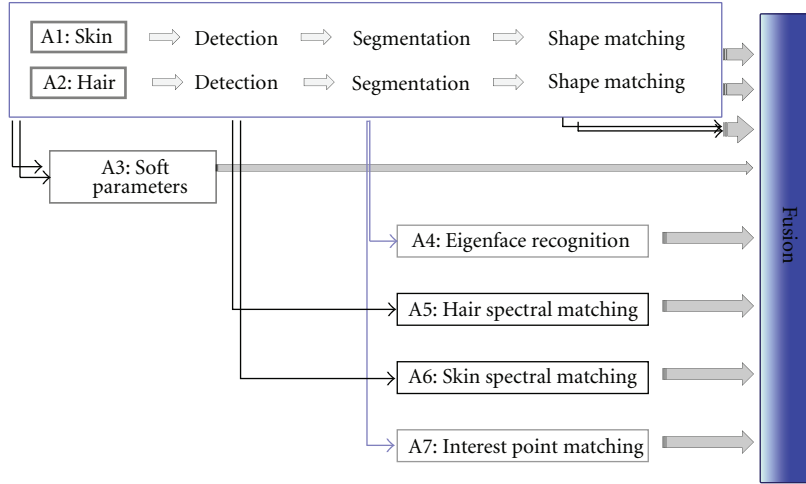 A1: Skin Detection Segmentation Shape matching
A2: Hair Detection Segmentation Shape matching
A3: Soft
parameters
A4: Eigenface recognition
A5: Hair spectral matching
A6: Skin spectral matching
A7: Interest point matching
Fusion